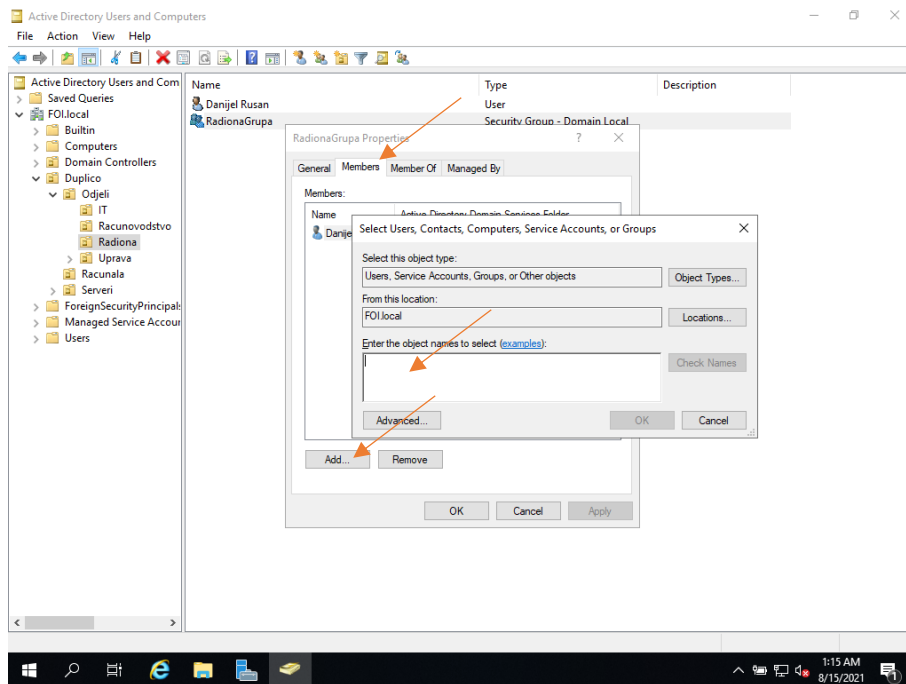 Active Directory Users and Computers
File Action View Help
Active Directory Users and Com
Saved Queries
FOI.local
Builtin
Computers
Domain Controllers
Duplico
Odjeli
IT
Racunovodstvo
Radiona
Uprava
Racunala
Serveri
ForeignSecurityPrincipals
Managed Service Accour
Users
Name Type Description
Danijel Rusan User
RadionaGrupa Security Group - Domain Local
RadionaGrupa Properties ?
General Members Member Of Managed By
Members:
Name Active Directory Domain Services Folder
Danije
Select Users, Contacts, Computers, Service Accounts, or Groups
Select this object type:
Users, Service Accounts, Groups, or Other objects Object Types...
From this location:
FOI.local Locations...
Enter the object names to select (examples):
Check Names
Advanced... OK Cancel
Add... Remove
OK Cancel Apply
1:15 AM
8/15/2021
1